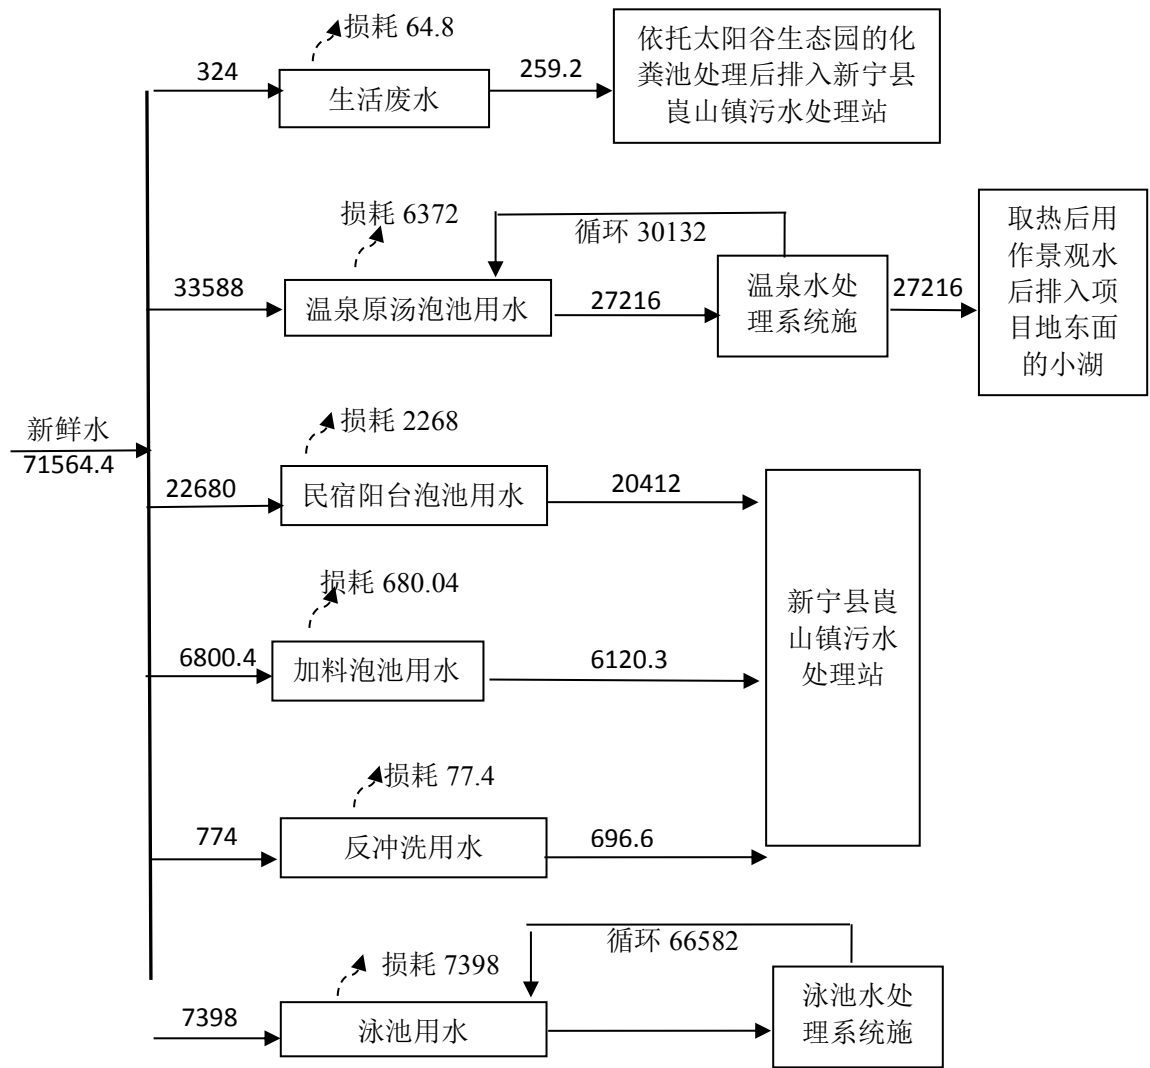 损耗 64.8
324
生活废水
259.2
依托太阳谷生态园的化
粪池处理后排入新宁县
崀山镇污水处理站
损耗 6372
循环 30132
33588
温泉原汤泡池用水
27216
温泉水处
理系统施
27216
取热后用
作景观水
后排入项
目地东面
的小湖
新鲜水
71564.4
损耗 2268
22680
民宿阳台泡池用水
20412
损耗 680.04
6800.4
加料泡池用水
6120.3
新宁县崀
山镇污水
处理站
损耗 77.4
774
反冲洗用水
696.6
循环 66582
损耗 7398
7398
泳池用水
泳池水处
理系统施